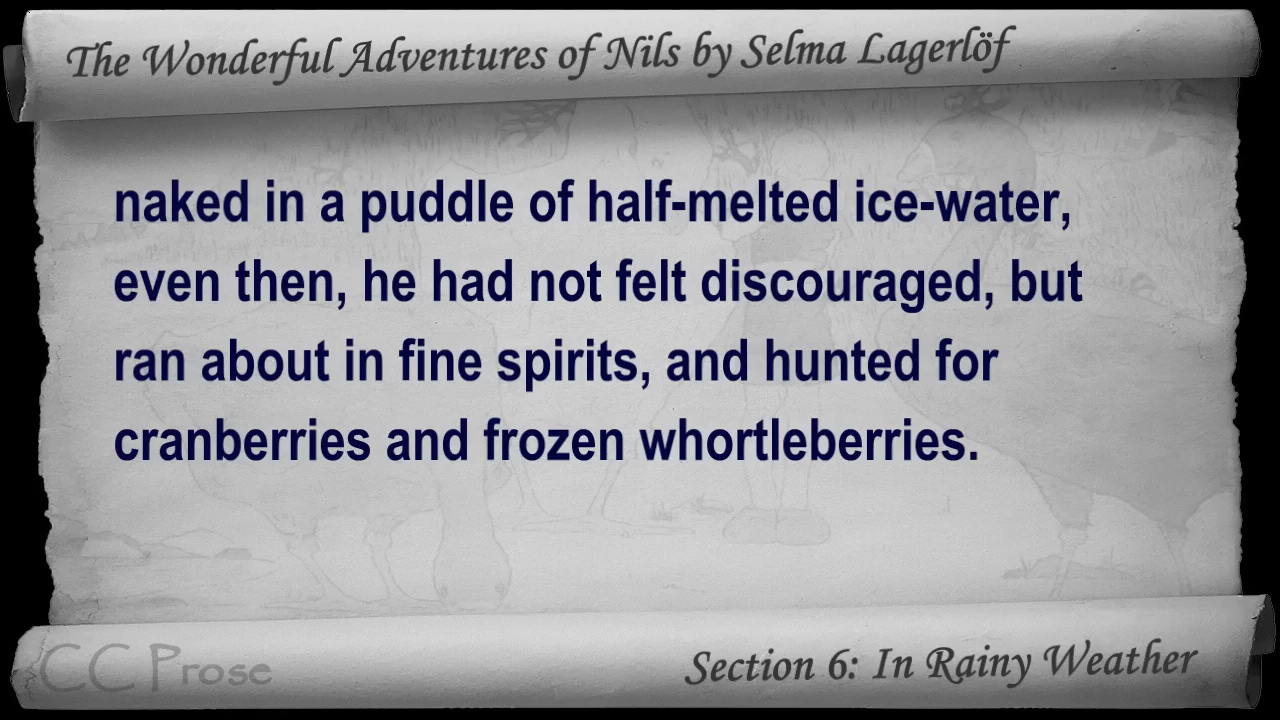 The Wonderful Adventures of Nils by Selma Lagerlöf
naked in a puddle of half-melted ice-water,
even then, he had not felt discouraged, but
ran about in fine spirits, and hunted for
cranberries and frozen whortleberries.
CC Prose
Section 6: In Rainy Weather